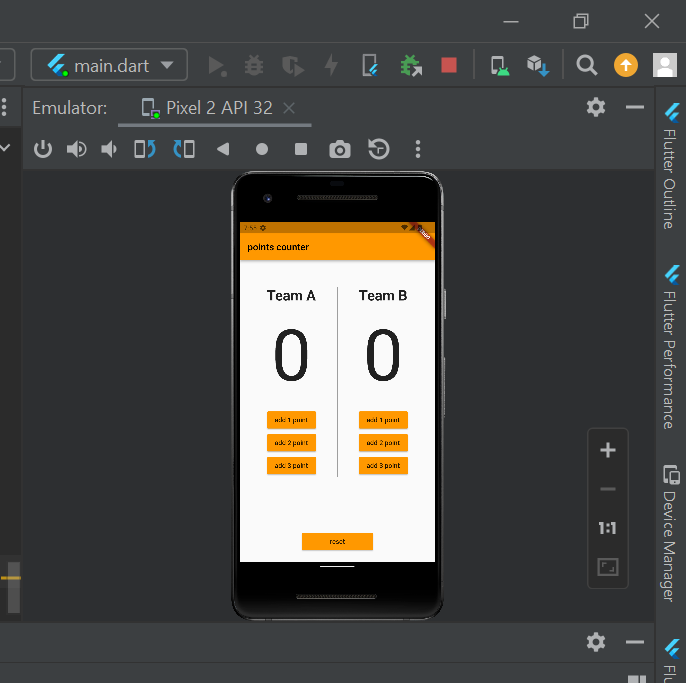 main.dart
Emulator:
Pixel 2 API 32
points counter
Team A
Team B
0
0
add 1 point
add 1 point
add 2 point
add 2 point
add 3 point
add 3 point
reset
1:1
Flutter Outline
Flutter Performance
Device Manager